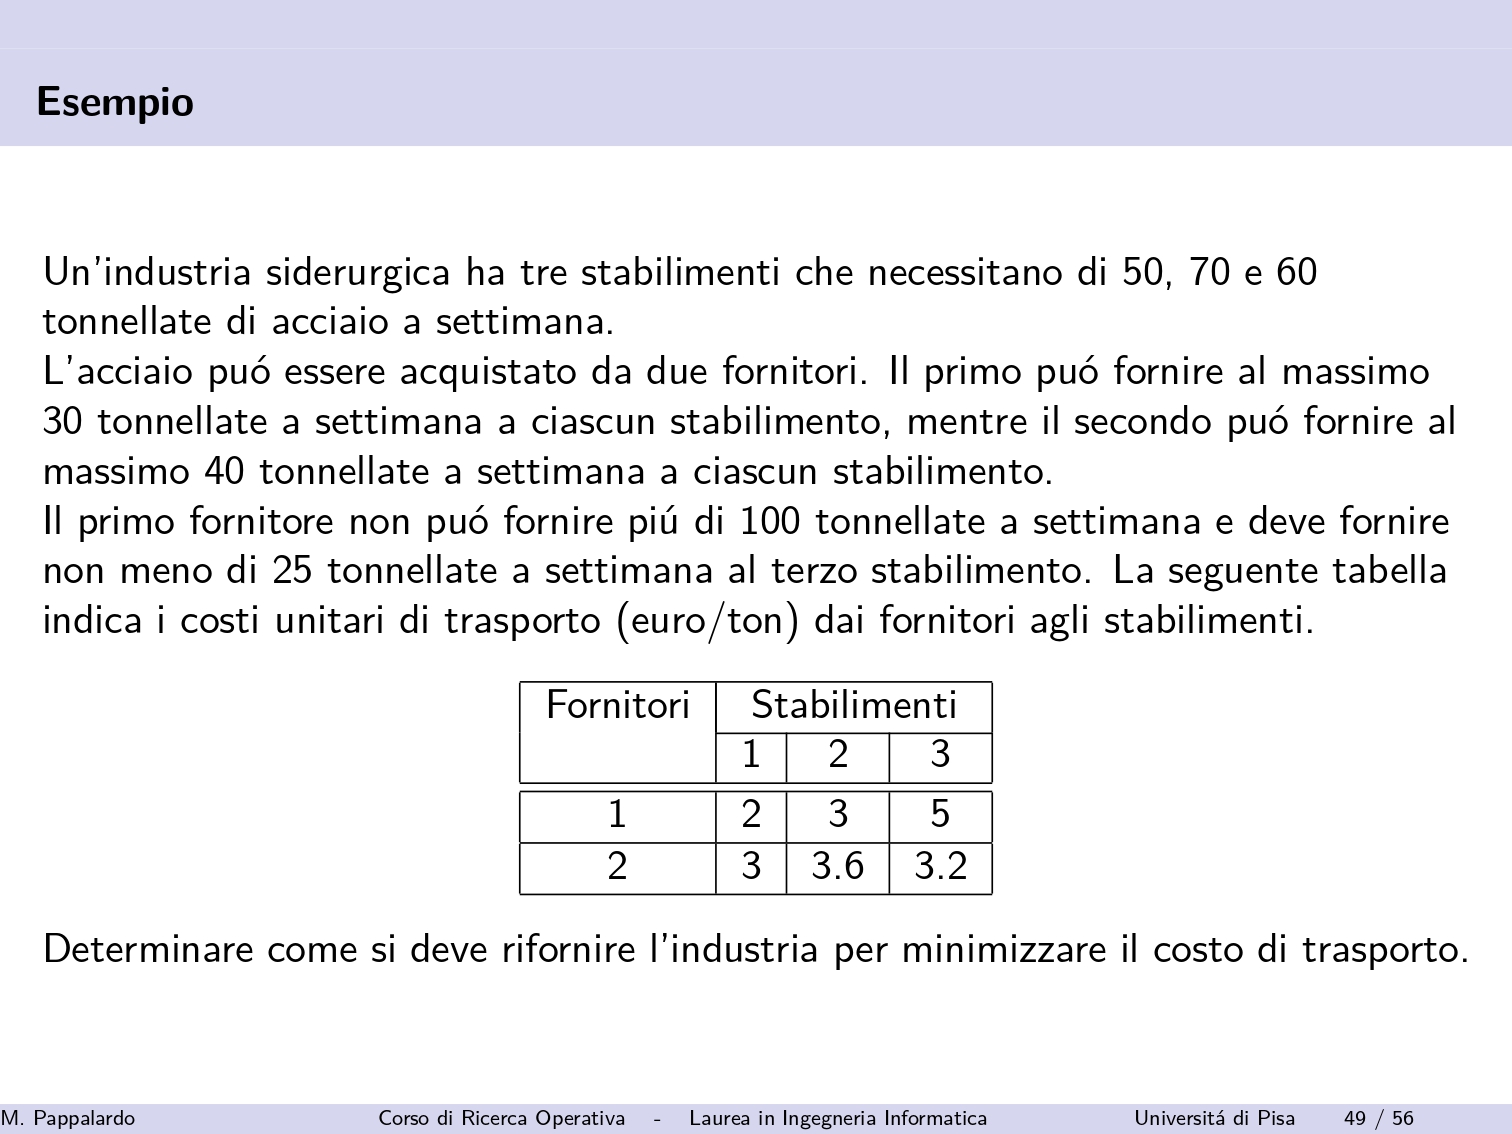 Esempio
Un'industria siderurgica ha tre stabilimenti che necessitano di 50, 70 e 60
tonnellate di acciaio a settimana.
L'acciaio puó essere acquistato da due fornitori. Il primo puó fornire al massimo
30 tonnellate a settimana a ciascun stabilimento, mentre il secondo puó fornire al
massimo 40 tonnellate a settimana a ciascun stabilimento.
Il primo fornitore non puó fornire piú di 100 tonnellate a settimana e deve fornire
non meno di 25 tonnellate a settimana al terzo stabilimento. La seguente tabella
indica i costi unitari di trasporto (euro/ton) dai fornitori agli stabilimenti.
Fornitori Stabilimenti
1 2 3
1 2 3 5
2 3 3.6 3.2
Determinare come si deve rifornire l'industria per minimizzare il costo di trasporto.
M. Pappalardo Corso di Ricerca Operativa - Laurea in Ingegneria Informatica Universitá di Pisa 49 / 56